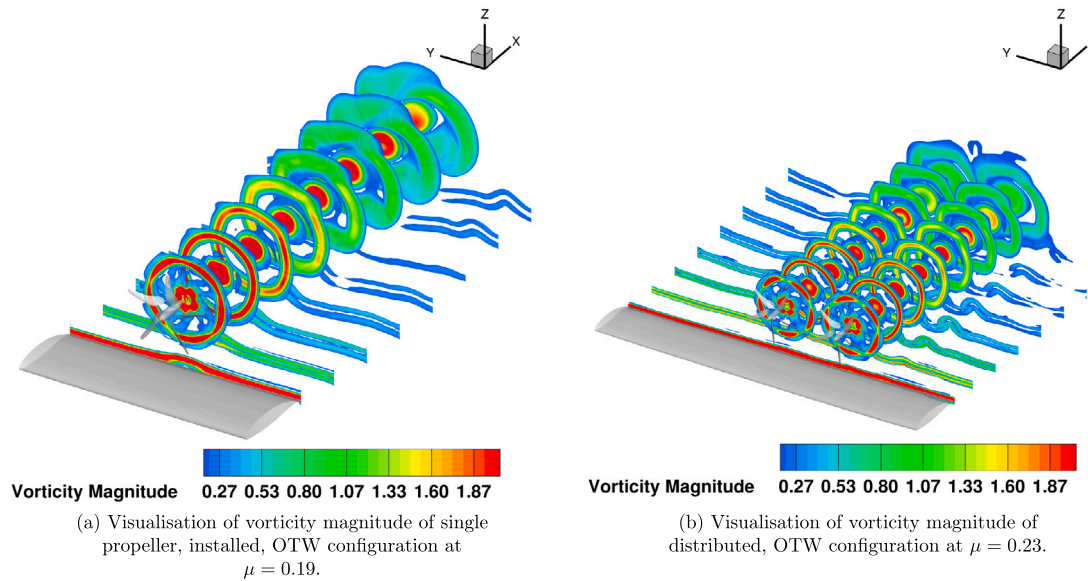 Z
X
Y
Z
Y
Vorticity Magnitude
0.27 0.53 0.80 1.07 1.33 1.60 1.87
Vorticity Magnitude
0.27 0.53 0.80 1.07 1.33 1.60 1.87
(a) Visualisation of vorticity magnitude of single
propeller, installed, OTW configuration at
μ = 0.19.
(b) Visualisation of vorticity magnitude of
distributed, OTW configuration at μ = 0.23.